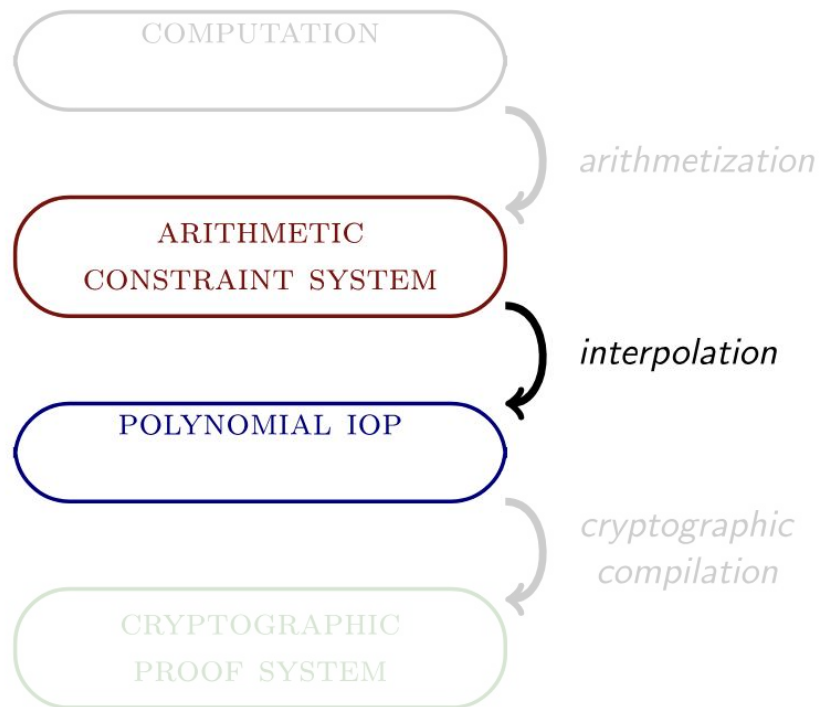 COMPUTATION
arithmetization
ARITHMETIC
CONSTRAINT SYSTEM
interpolation
POLYNOMIAL IOP
cryptographic
compilation
CRYPTOGRAPHIC
PROOF SYSTEM